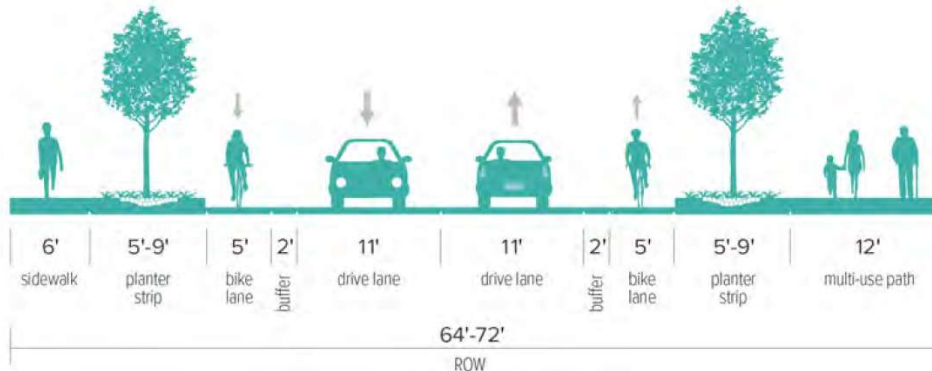 6' 5'-9' 5' 2' 11' 11' 2' 5' 5'-9' 12'
sidewalk planter strip bike lane buffer drive lane drive lane buffer bike lane planter strip multi-use path
64'-72'
ROW